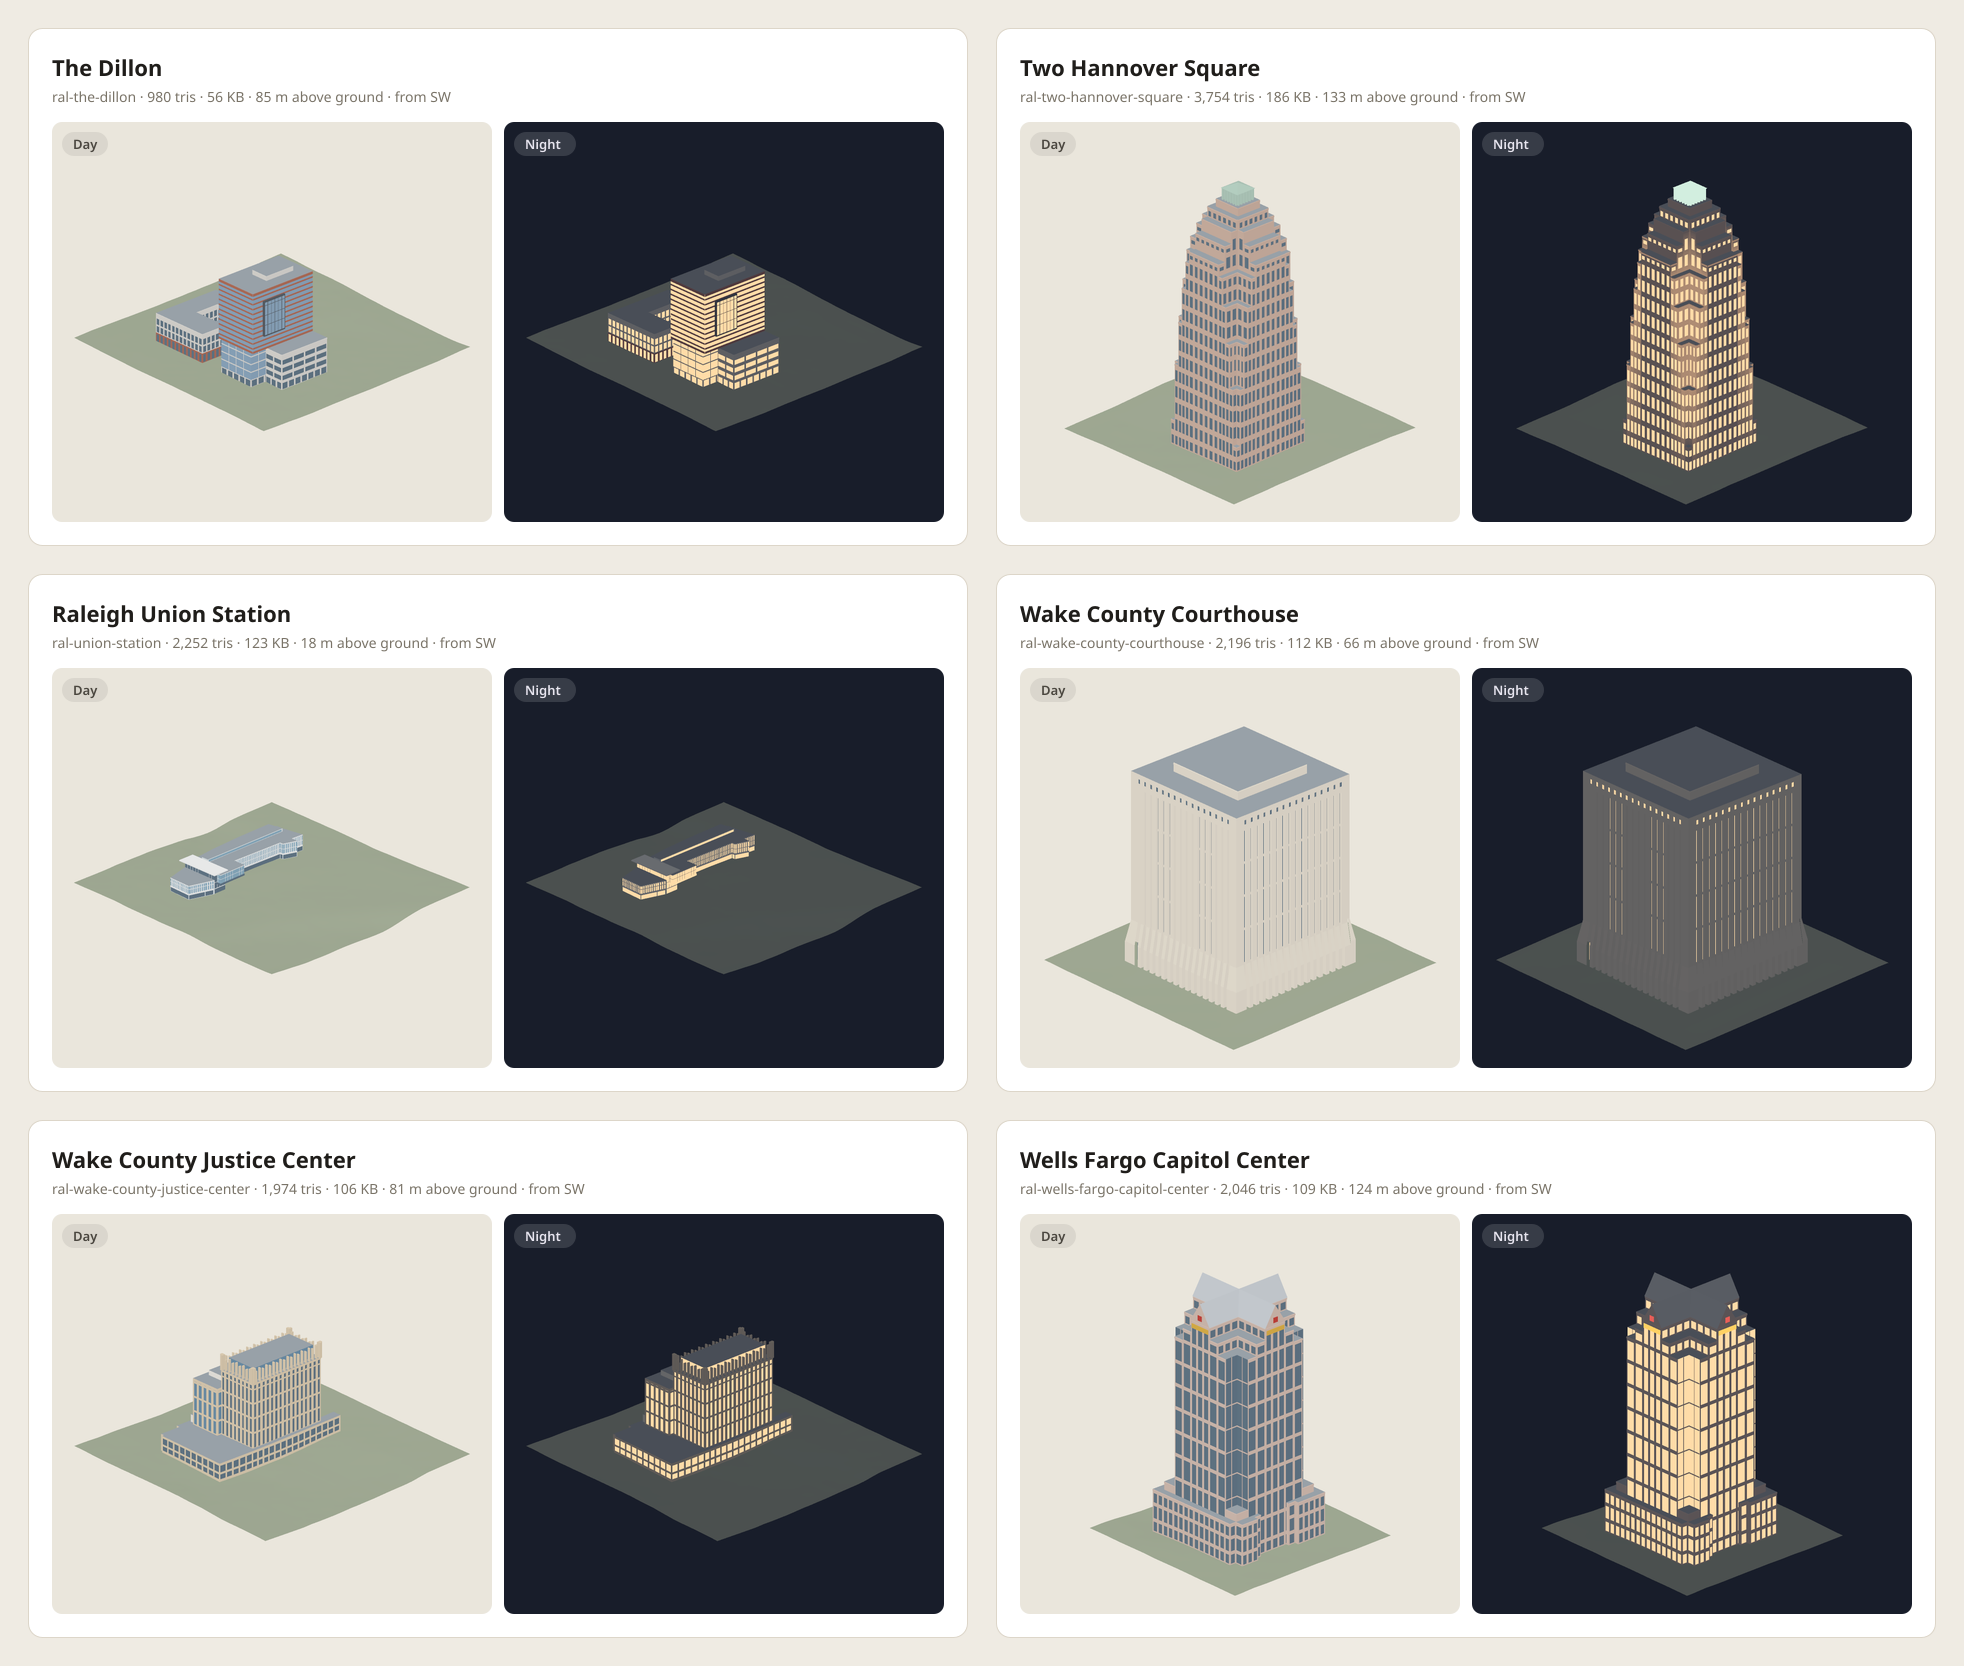 The Dillon
ral-the-dillon · 980 tris · 56 KB · 85 m above ground · from SW
Day
Night
Two Hannover Square
ral-two-hannover-square · 3,754 tris · 186 KB · 133 m above ground · from SW
Day
Night
Raleigh Union Station
ral-union-station · 2,252 tris · 123 KB · 18 m above ground · from SW
Day
Night
Wake County Courthouse
ral-wake-county-courthouse · 2,196 tris · 112 KB · 66 m above ground · from SW
Day
Night
Wake County Justice Center
ral-wake-county-justice-center · 1,974 tris · 106 KB · 81 m above ground · from SW
Day
Night
Wells Fargo Capitol Center
ral-wells-fargo-capitol-center · 2,046 tris · 109 KB · 124 m above ground · from SW
Day
Night